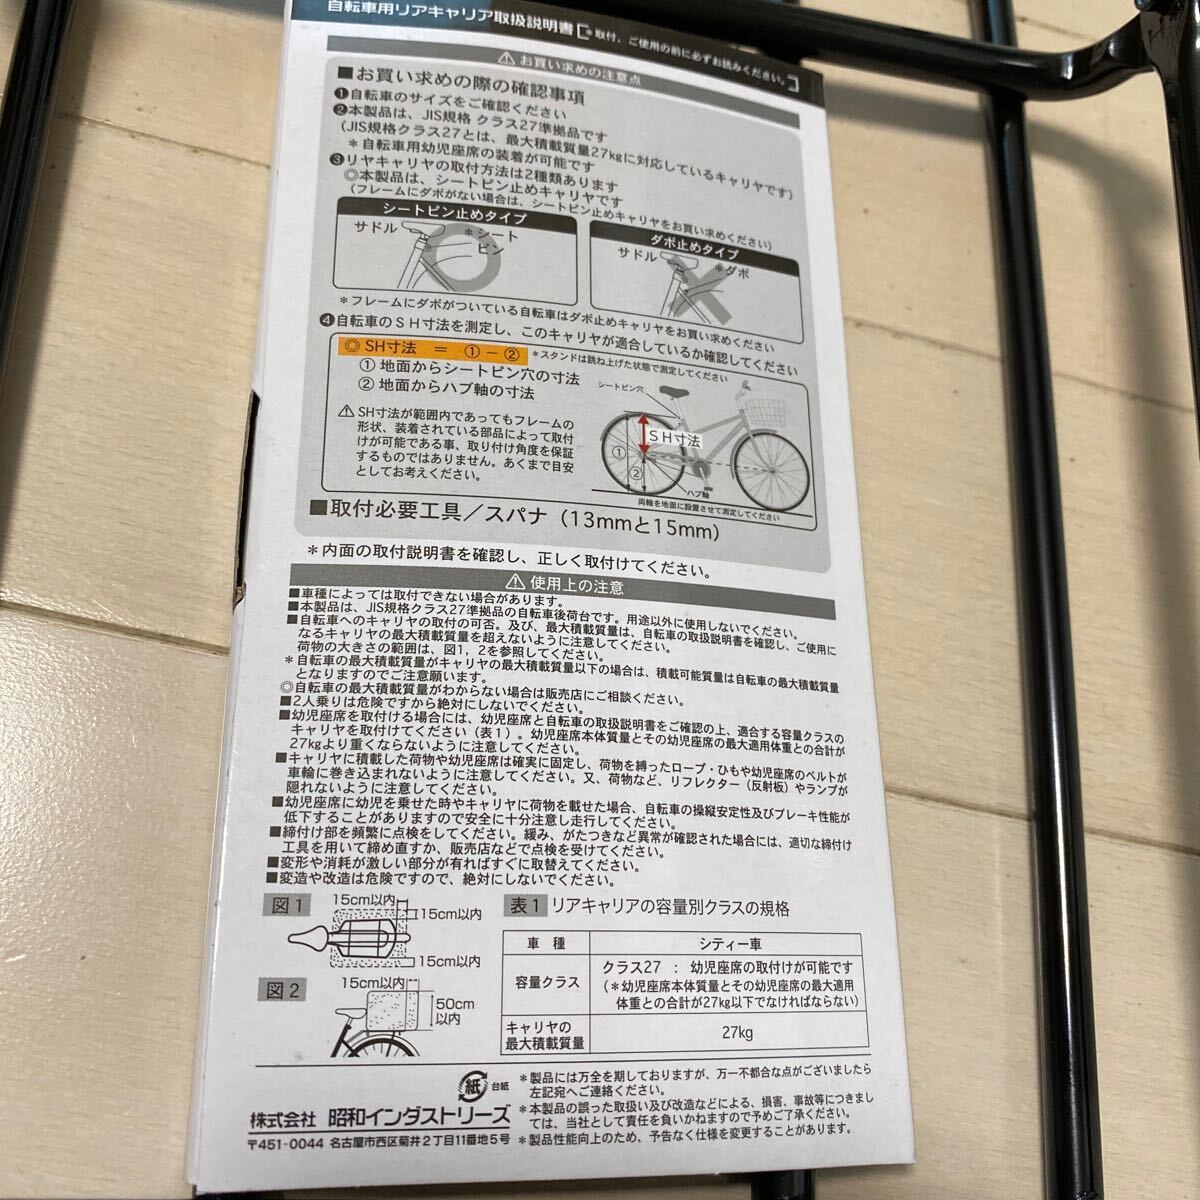 自転車用リアキャリア取扱説明書 取付、ご使用の前に必ずお読みください。
お買い求めの注意点
■お買い求めの際の確認事項
❶自転車のサイズをご確認ください
❷本製品は、JIS規格 クラス27準拠品です
(JIS規格クラス27とは、最大積載質量27kgに対応しているキャリヤです)
＊自転車用幼児座席の装着が可能です
❸リヤキャリヤの取付方法は2種類あります
◎本製品は、シートピン止めキャリヤです
(フレームにダボがない場合は、シートピン止めキャリヤをお買い求めください)
シートピン止めタイプ
サドル
＊シート
ピン
ダボ止めタイプ
サドル
＊ダボ
＊フレームにダボがついている自転車はダボ止めキャリヤをお買い求めください
❹自転車のSH寸法を測定し、このキャリヤが適合しているか確認してください
◎SH寸法 ＝ ①－②
＊スタンドは跳ね上げた状態で測定してください
①地面からシートピン穴の寸法
②地面からハブ軸の寸法
SH寸法が範囲内であってもフレームの
形状、装着されている部品によって取付
けが可能である事、取り付け角度を保証
するものではありません。あくまで目安
としてお考えください。
シートピン穴
SH寸法
①
②
ハブ軸
両輪を地面に設置させて測定してください
■取付必要工具／スパナ（13mmと15mm）
＊内面の取付説明書を確認し、正しく取付けてください。
使用上の注意
■車種によっては取付できない場合があります。
■本製品は、JIS規格クラス27準拠品の自転車後荷台です。用途以外に使用しないでください。
■自転車へのキャリヤの取付の可否。及び、最大積載質量は、自転車の取扱説明書を確認し、ご使用に
なるキャリヤの最大積載質量を超えないように注意してください。
荷物の大きさの範囲は、図1,2を参照してください。
＊自転車の最大積載質量がキャリヤの最大積載質量以下の場合は、積載可能質量は自転車の最大積載質量
となりますのでご注意願います。
◎自転車の最大積載質量がわからない場合は販売店にご相談ください。
■2人乗りは危険ですから絶対にしないでください。
■幼児座席を取付ける場合には、幼児座席と自転車の取扱説明書をご確認の上、適合する容量クラスの
キャリヤを取付けてください（表1）。幼児座席本体質量とその幼児座席の最大適用体重との合計が
27kgより重くならないように注意してください。
■キャリヤに積載した荷物や幼児座席は確実に固定し、荷物を縛ったロープ・ひもや幼児座席のベルトが
車輪に巻き込まれないように注意してください。又、荷物など、リフレクター（反射板）やランプが
隠れないように注意してください。
■幼児座席に幼児を乗せた時やキャリヤに荷物を載せた場合、自転車の操縦安定性及びブレーキ性能が
低下することがありますので安全に十分注意し走行してください。
■締付け部を頻繁に点検をしてください。緩み、がたつきなど異常が確認された場合には、適切な締付け
工具を用いて締め直すか、販売店などで点検を受けてください。
■変形や消耗が激しい部分が有ればすぐに取替えてください。
■変造や改造は危険ですので、絶対にしないでください。
図1
15cm以内
15cm以内
15cm以内
図2
15cm以内
50cm
以内
表1 リアキャリアの容量別クラスの規格
車 種
シティー車
容量クラス
クラス27 ： 幼児座席の取付けが可能です
(＊幼児座席本体質量とその幼児座席の最大適用
体重との合計が27kg以下でなければならない)
キャリヤの
最大積載質量
27kg
紙
台紙
株式会社 昭和インダストリーズ
〒451-0044 名古屋市西区菊井2丁目11番地5号
＊製品には万全を期しておりますが、万一不都合な点がございましたら
左記宛へご連絡ください。
＊本製品の誤った取扱い及び改造などによる、損害、事故等につきまし
ては、当社として責任を負いかねますので予めご了承ください。
＊製品性能向上のため、予告なく仕様を変更することがあります。